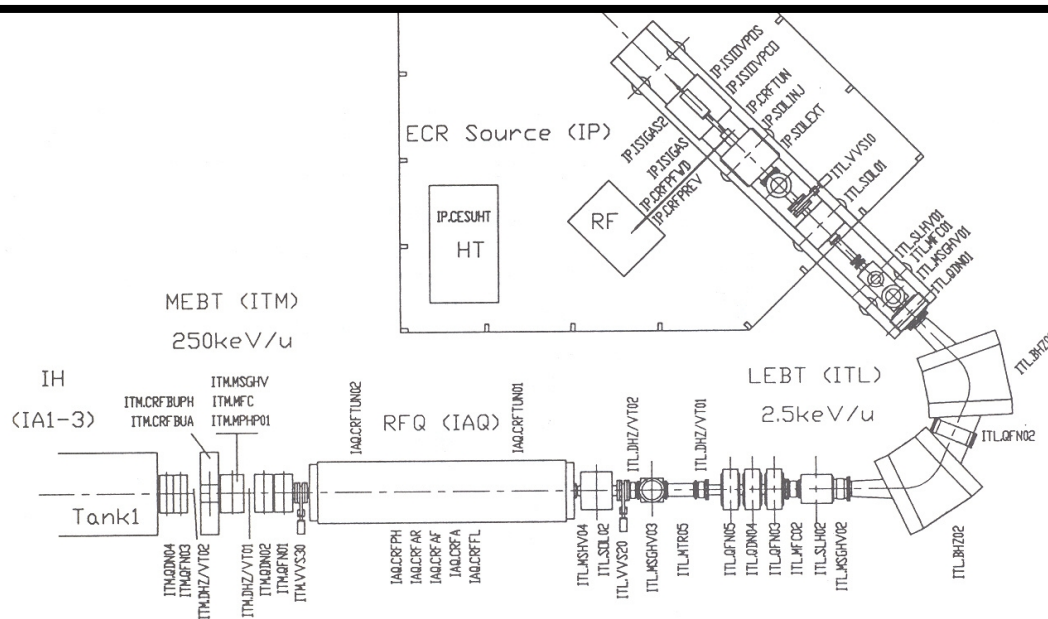 IP.ISIDVPOS
IP.ISIDVPCO
IP.CRFTUN
IP.SOLINJ
IP.SOLEXT
ITL.VVS10
ITL.SOL01
ECR Source (IP)
IP.ISIGAS2
IP.ISIGAS
IP.CRFPFWD
IP.CRFPREV
IP.CESUHT
HT
RF
ITL.SLHV01
ITL.MFC01
ITL.MSGHV01
ITL.QDN01
MEBT (ITM)
250keV/u
IH
(IA1-3)
ITM.CRFBUPH
ITM.CRFBUA
ITM.MSGHV
ITM.MFC
ITM.MPHP01
IAQ.CRFTUN02
RFQ (IAQ)
IAQ.CRFTUN01
LEBT (ITL)
2.5keV/u
ITL.QFN02
ITL.DHZ/VT02
ITL.DHZ/VT01
Tank1
ITM.QDN04
ITM.QFN03
ITM.DHZ/VT02
ITM.DHZ/VT01
ITM.QDN02
ITM.QFN01
ITM.VVS30
IAQ.CRFPH
IAQ.CRFAR
IAQ.CRFAF
IAQ.CRFA
IAQ.CRFFL
ITL.MSHV04
ITL.SOL02
ITL.VVS20
ITL.MSGHV03
ITL.MTR05
ITL.QFN05
ITL.QDN04
ITL.QFN03
ITL.MFC02
ITL.SLH02
ITL.MSGHV02
ITL.BHZ02